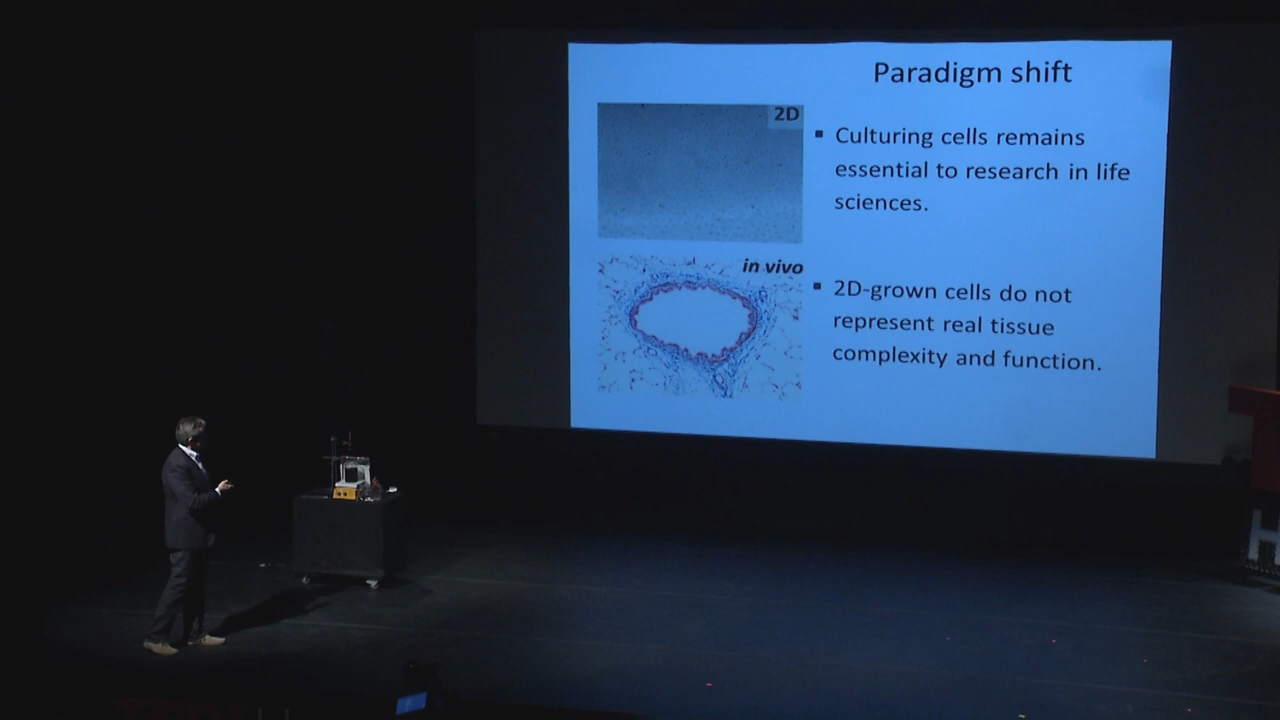 Paradigm shift
2D
▪ Culturing cells remains
essential to research in life
sciences.
in vivo
▪ 2D-grown cells do not
represent real tissue
complexity and function.